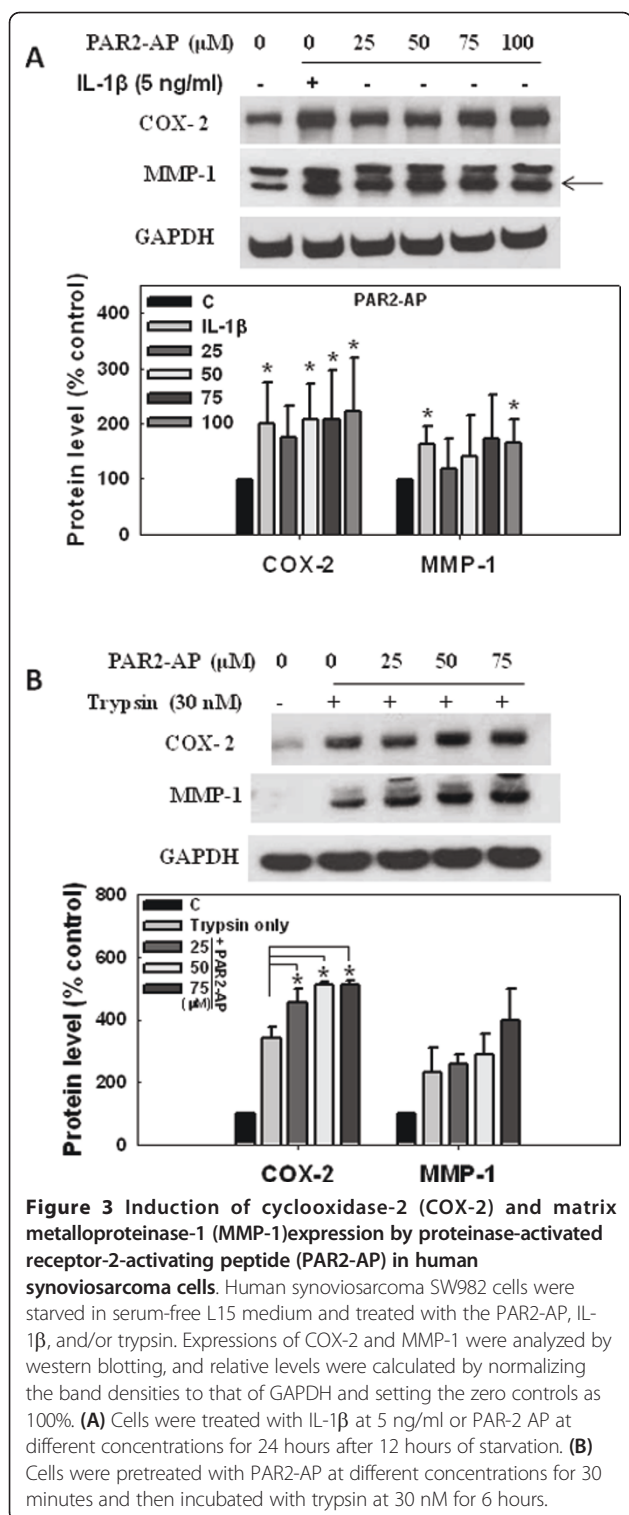 A
PAR2-AP (μM) 0 0 25 50 75 100
IL-1β (5 ng/ml) - + - - - -
COX-2
MMP-1
GAPDH
PAR2-AP
C
IL-1β
25
50
75
100
Protein level (% control)
400
300
200
100
0
* * * *
* *
COX-2 MMP-1
B
PAR2-AP (μM) 0 0 25 50 75
Trypsin (30 nM) - + + + +
COX-2
MMP-1
GAPDH
Protein level (% control)
800
600
400
200
0
C
Trypsin only
25
50
75
(μM)
+ PAR2-AP
* * *
COX-2 MMP-1
Figure 3 Induction of cyclooxidase-2 (COX-2) and matrix
metalloproteinase-1 (MMP-1)expression by proteinase-activated
receptor-2-activating peptide (PAR2-AP) in human
synoviosarcoma cells. Human synoviosarcoma SW982 cells were
starved in serum-free L15 medium and treated with the PAR2-AP, IL-
1β, and/or trypsin. Expressions of COX-2 and MMP-1 were analyzed by
western blotting, and relative levels were calculated by normalizing
the band densities to that of GAPDH and setting the zero controls as
100%. (A) Cells were treated with IL-1β at 5 ng/ml or PAR-2 AP at
different concentrations for 24 hours after 12 hours of starvation. (B)
Cells were pretreated with PAR2-AP at different concentrations for 30
minutes and then incubated with trypsin at 30 nM for 6 hours.